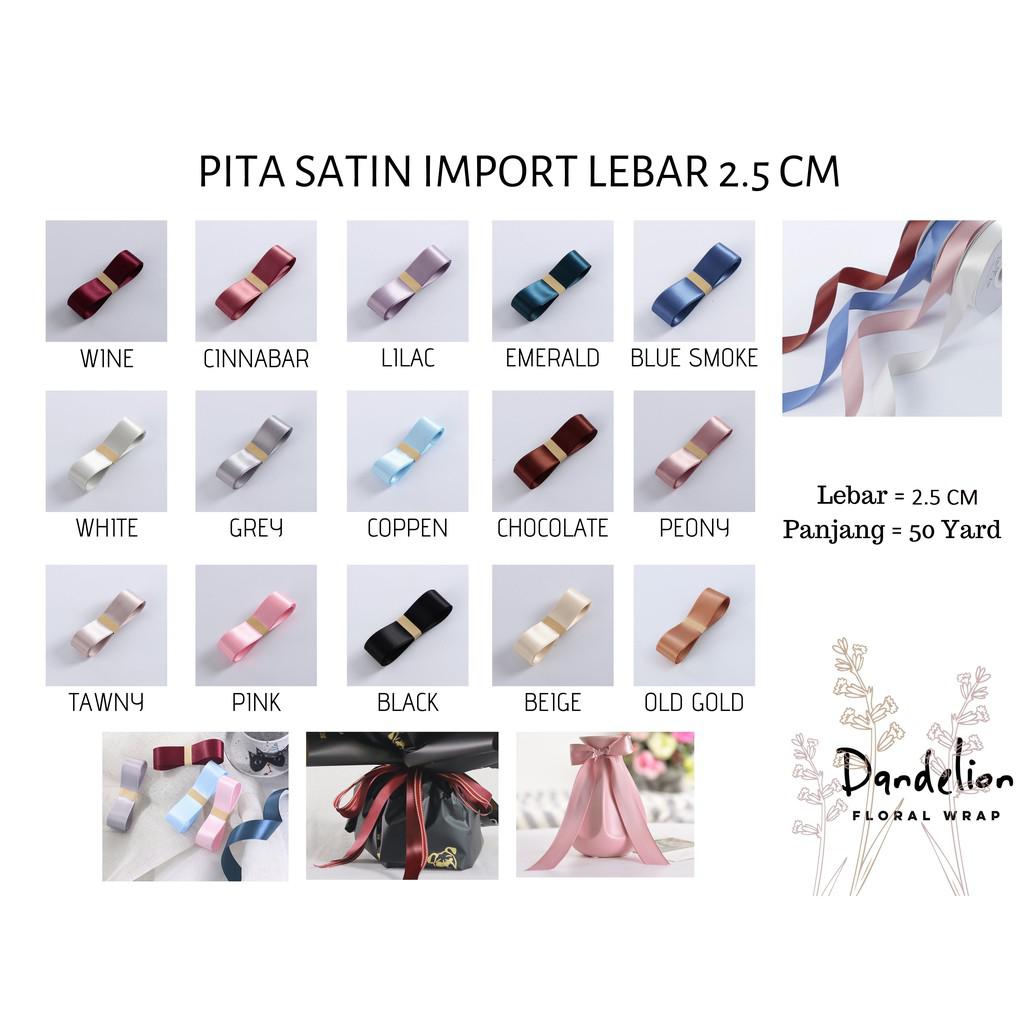 PITA SATIN IMPORT LEBAR 2.5 CM
WINE
CINNABAR
LILAC
EMERALD
BLUE SMOKE
WHITE
GREY
COPPEN
CHOCOLATE
PEONY
Lebar = 2.5 CM
Panjang = 50 Yard
TAWNY
PINK
BLACK
BEIGE
OLD GOLD
Dandelion
FLORAL WRAP